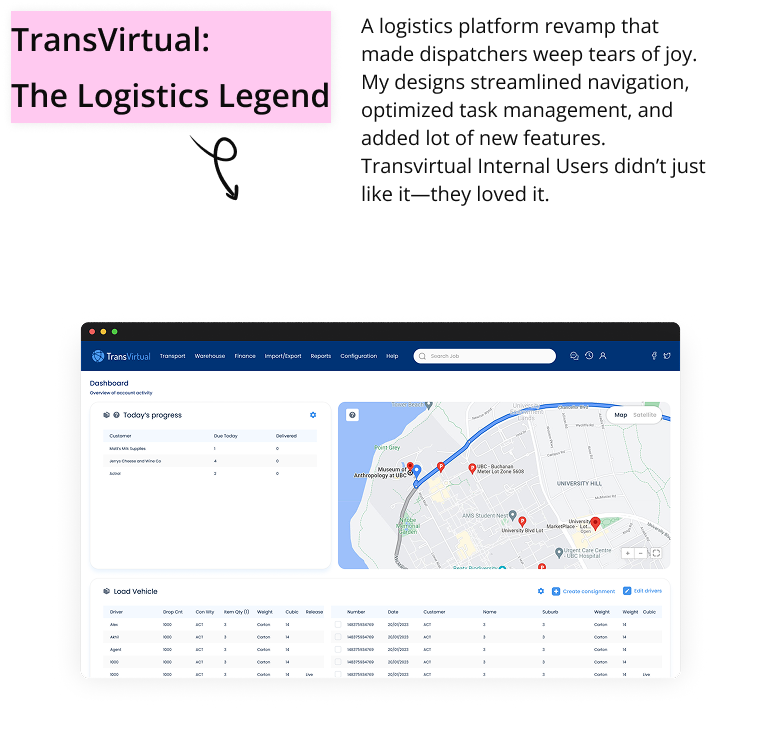 TransVirtual:
The Logistics Legend
A logistics platform revamp that
made dispatchers weep tears of joy.
My designs streamlined navigation,
optimized task management, and
added lot of new features.
Transvirtual Internal Users didn’t just
like it—they loved it.
TransVirtual Transport Warehouse Finance Import/Export Reports Configuration Help Search Job
Dashboard
Overview of account activity
Today's progress
Customer Due Today Delivered
Matt's Milk Supplies 1 0
Jerrys Cheese and Wine Co 4 0
Acinor 2 0
Map Satellite
Point Grey
Museum of
Anthropology at UBC
UBC - Buchanan
Meter Lot Zone 5608
UNIVERSITY HILL
AMS Student Nest
University Blvd Lot
University
MarketPlace - Lot
Open
Nitobe
Memorial
Garden
Urgent Care Centre
- UBC Hospital
Beaty Biodiversity
Load Vehicle Create consignment Edit drivers
Driver Drop Cnt Con Wty Item Qty (1) Weight Cubic Release Number Date Customer Name Suburb Weight Weight Cubic
Alex 1000 ACT 3 Carton 14 148375934769 20/01/2023 ACT 3 3 Carton 14
Akhil 1000 ACT 3 Carton 14 148375934769 20/01/2023 ACT 3 3 Carton 14
Agent 1000 ACT 3 Carton 14 148375934769 20/01/2023 ACT 3 3 Carton 14
1000 1000 ACT 3 Carton 14 148375934769 20/01/2023 ACT 3 3 Carton 14
1000 1000 ACT 3 Carton 14 Live 148375934769 20/01/2023 ACT 3 3 Carton 14 Live